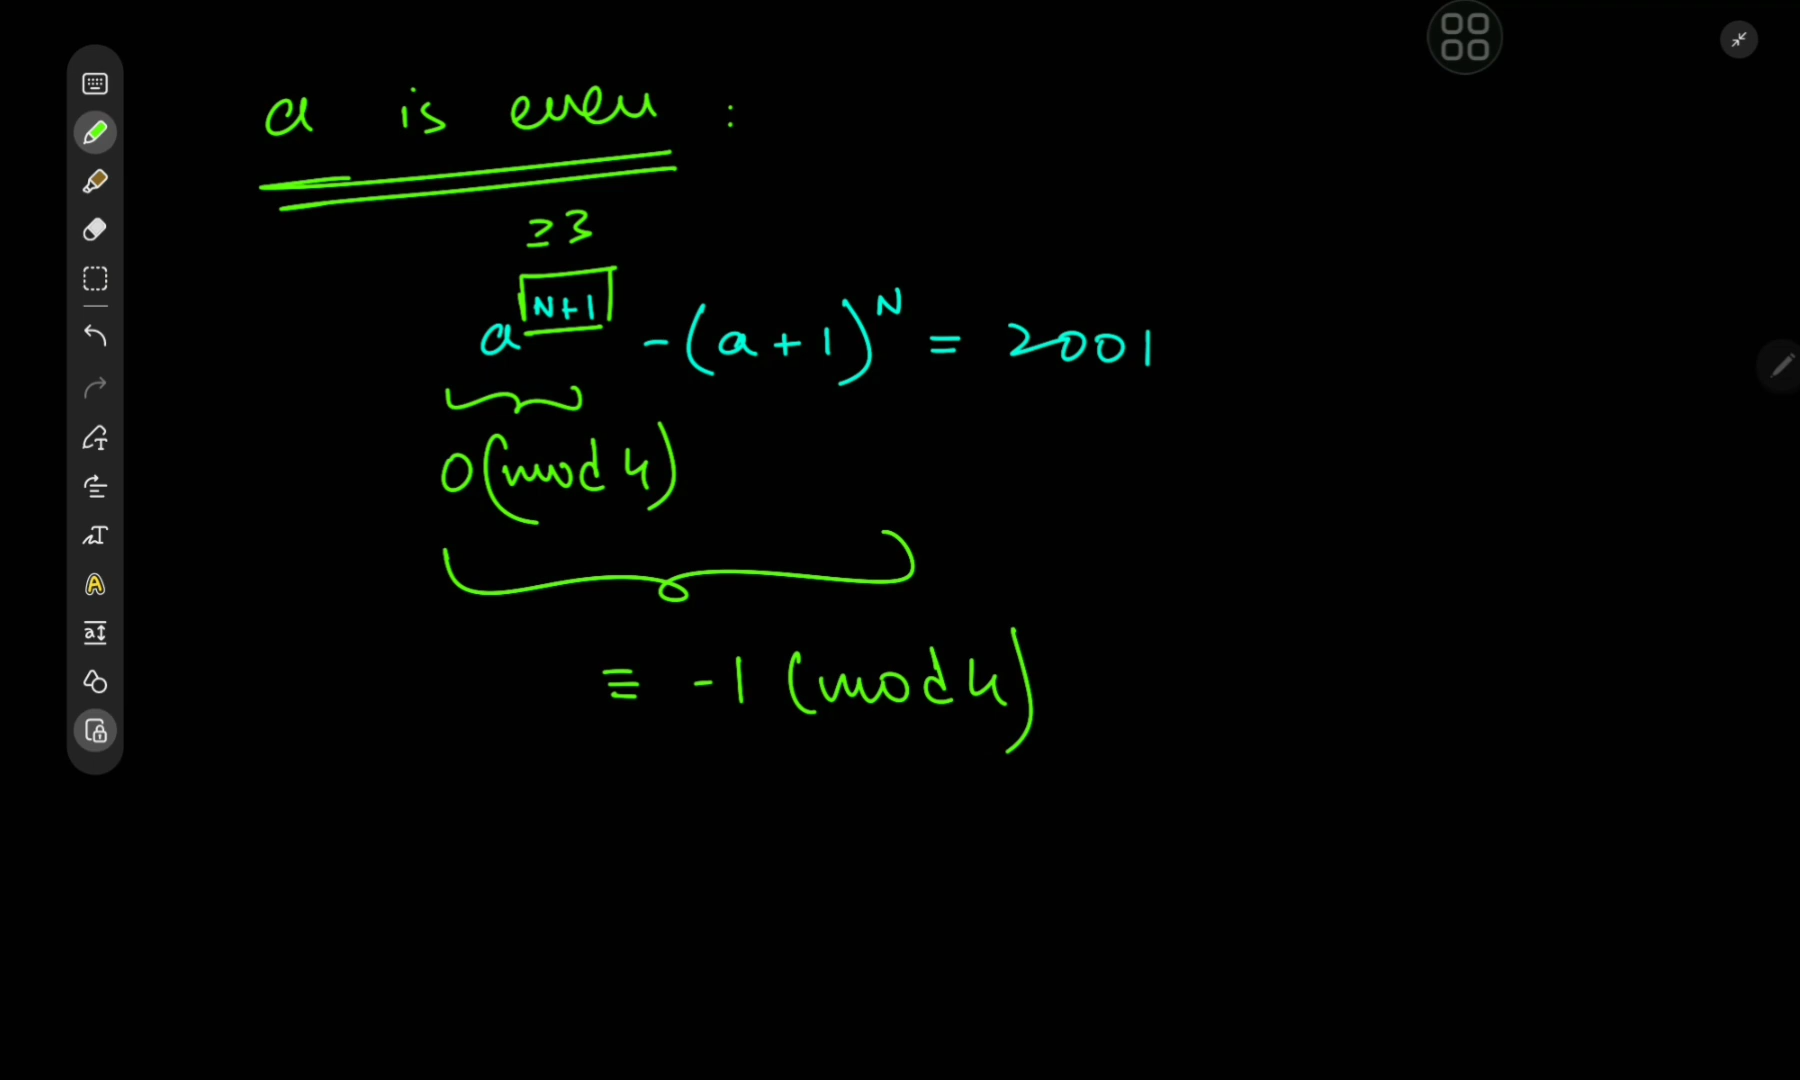 a is even :
≥3
a^{N+1} - (a+1)^N = 2001
0(mod 4)
≡ -1 (mod 4)